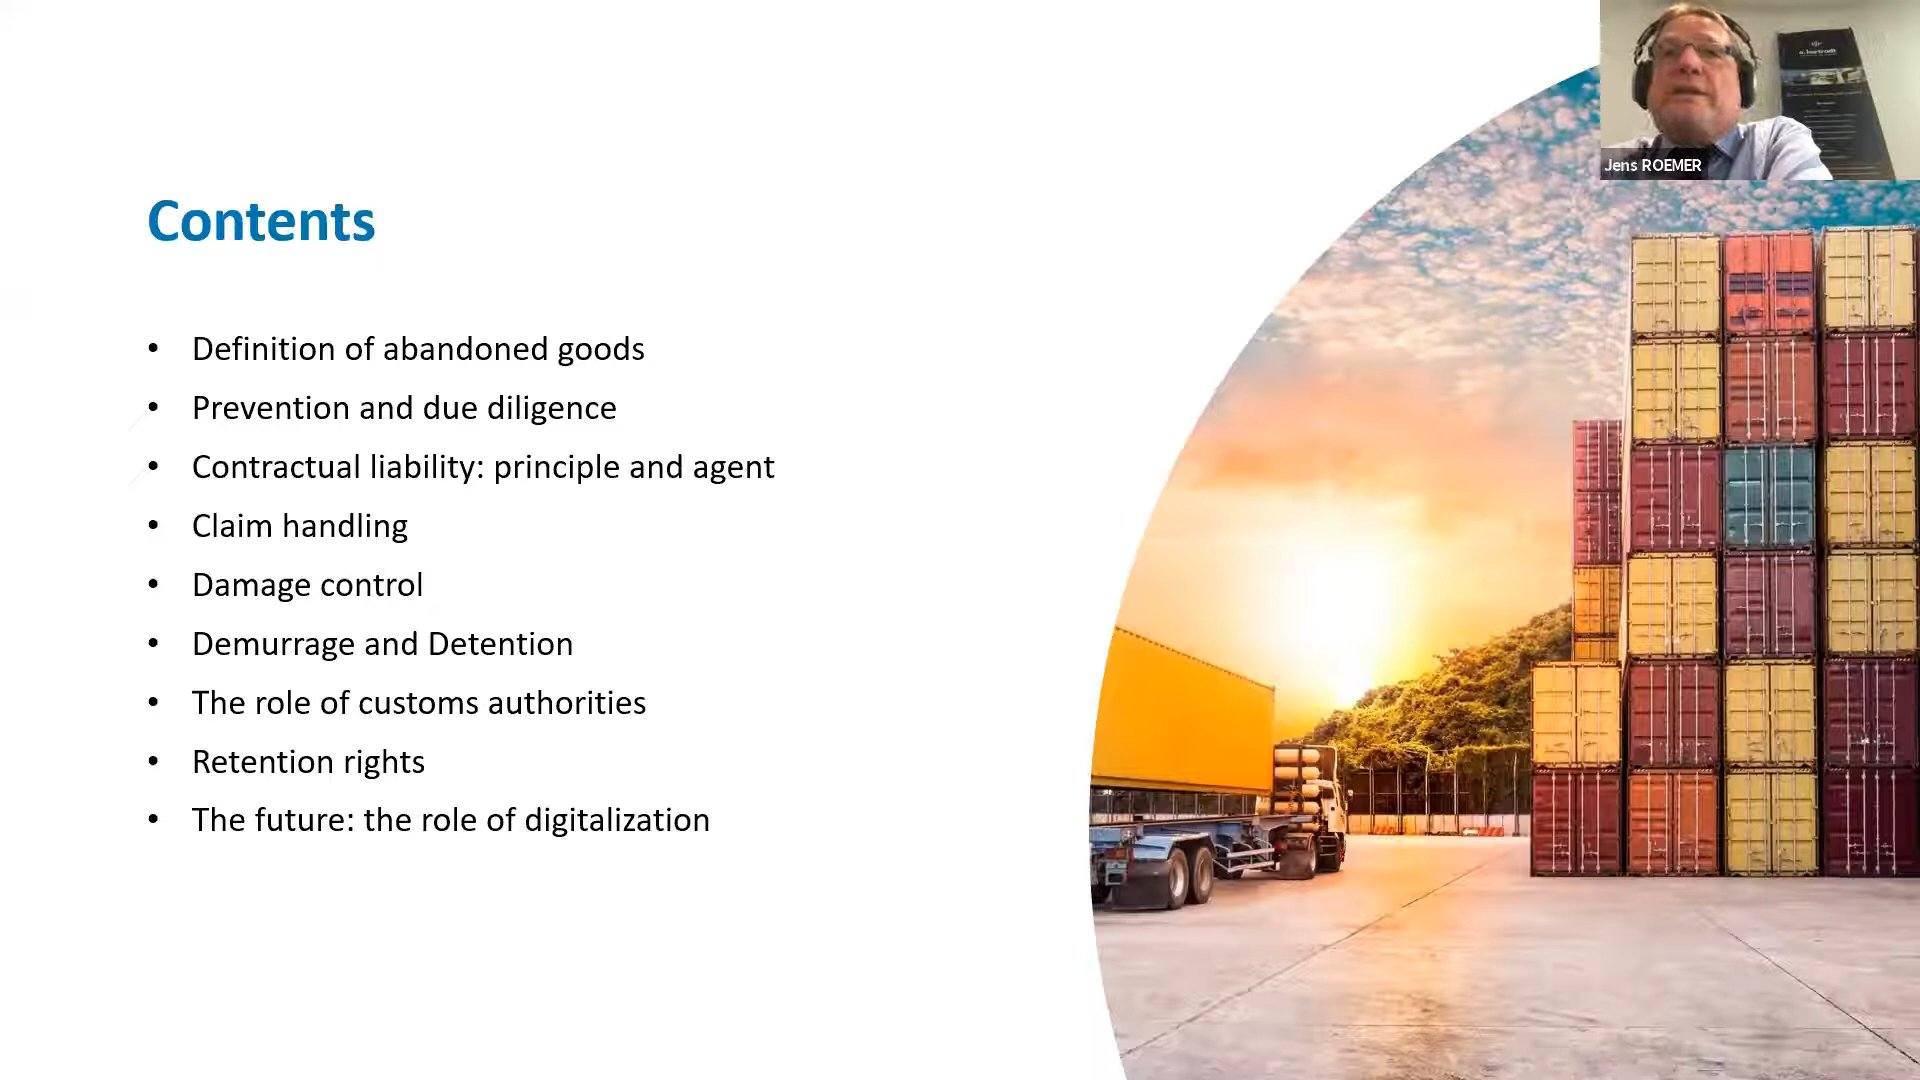 Contents
• Definition of abandoned goods
• Prevention and due diligence
• Contractual liability: principle and agent
• Claim handling
• Damage control
• Demurrage and Detention
• The role of customs authorities
• Retention rights
• The future: the role of digitalization
Jens ROEMER